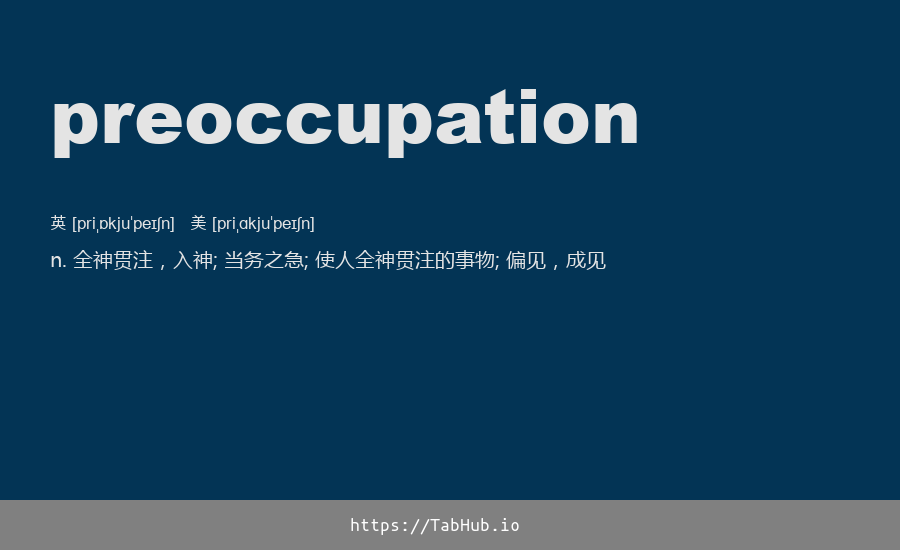 preoccupation
英 [priˌɒkjuˈpeɪʃn] 美 [priˌɑkjuˈpeɪʃn]
n. 全神贯注，入神; 当务之急; 使人全神贯注的事物; 偏见，成见
https://TabHub.io